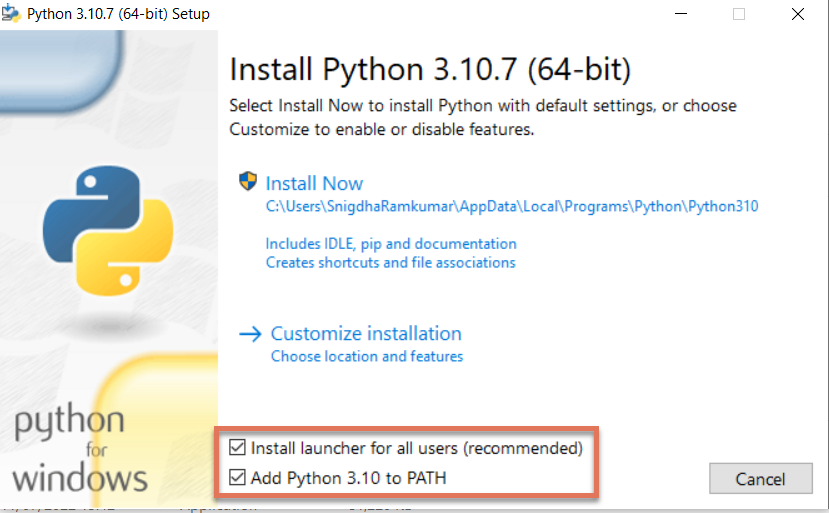 Python 3.10.7 (64-bit) Setup
Install Python 3.10.7 (64-bit)
Select Install Now to install Python with default settings, or choose
Customize to enable or disable features.
Install Now
C:\Users\SnigdhaRamkumar\AppData\Local\Programs\Python\Python310
Includes IDLE, pip and documentation
Creates shortcuts and file associations
Customize installation
Choose location and features
python
for
windows
Install launcher for all users (recommended)
Add Python 3.10 to PATH
Cancel